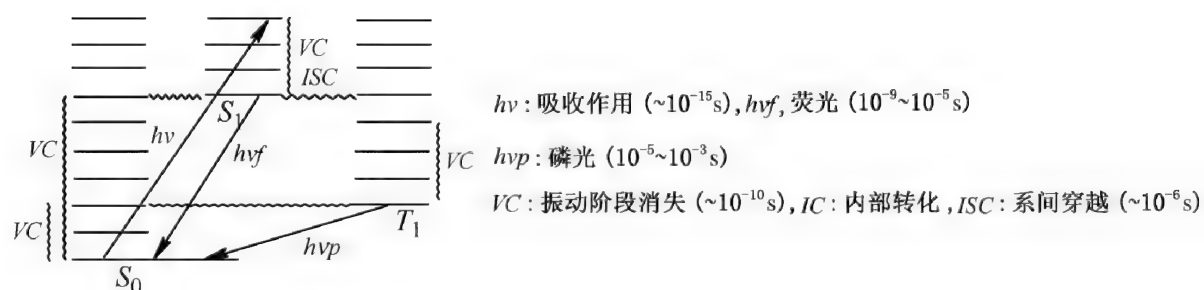 VC
ISC
S₁
hν
hνf
VC
VC
VC
T₁
hνp
S₀
hν:吸收作用 (~10⁻¹⁵s), hνf, 荧光 (10⁻⁹~10⁻⁵s)
hνp:磷光 (10⁻⁵~10⁻³s)
VC:振动阶段消失 (~10⁻¹⁰s), IC:内部转化, ISC:系间穿越 (~10⁻⁶s)